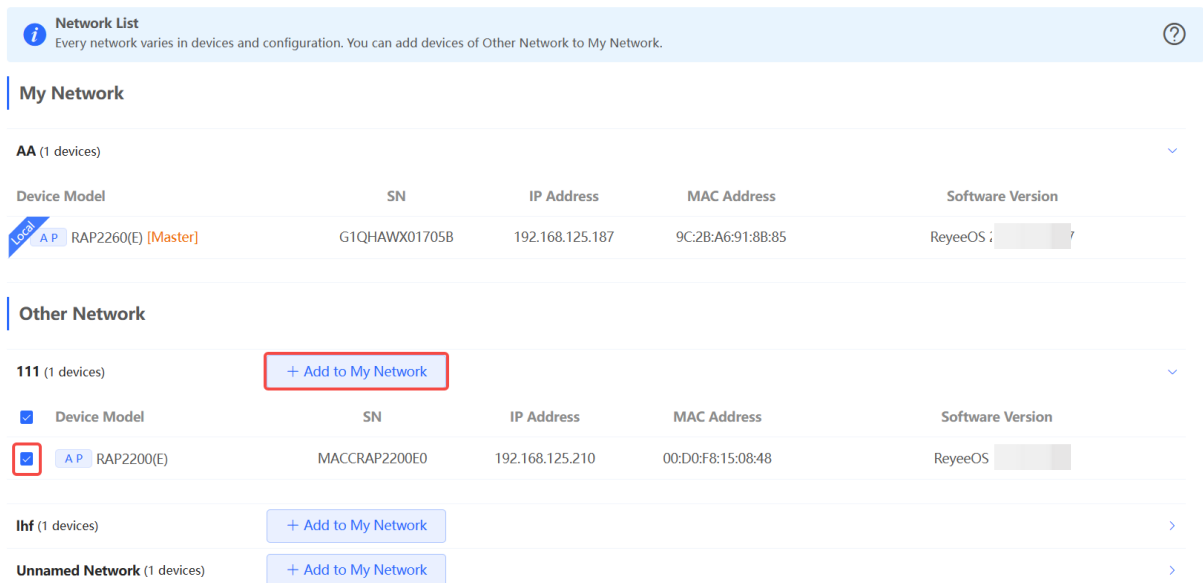 Network List
Every network varies in devices and configuration. You can add devices of Other Network to My Network.
My Network
AA (1 devices)
Device Model SN IP Address MAC Address Software Version
Local AP RAP2260(E) [Master] G1QHAWX01705B 192.168.125.187 9C:2B:A6:91:8B:85 ReyeeOS
Other Network
111 (1 devices) + Add to My Network
Device Model SN IP Address MAC Address Software Version
AP RAP2200(E) MACCRAP2200E0 192.168.125.210 00:D0:F8:15:08:48 ReyeeOS
lhf (1 devices) + Add to My Network
Unnamed Network (1 devices) + Add to My Network